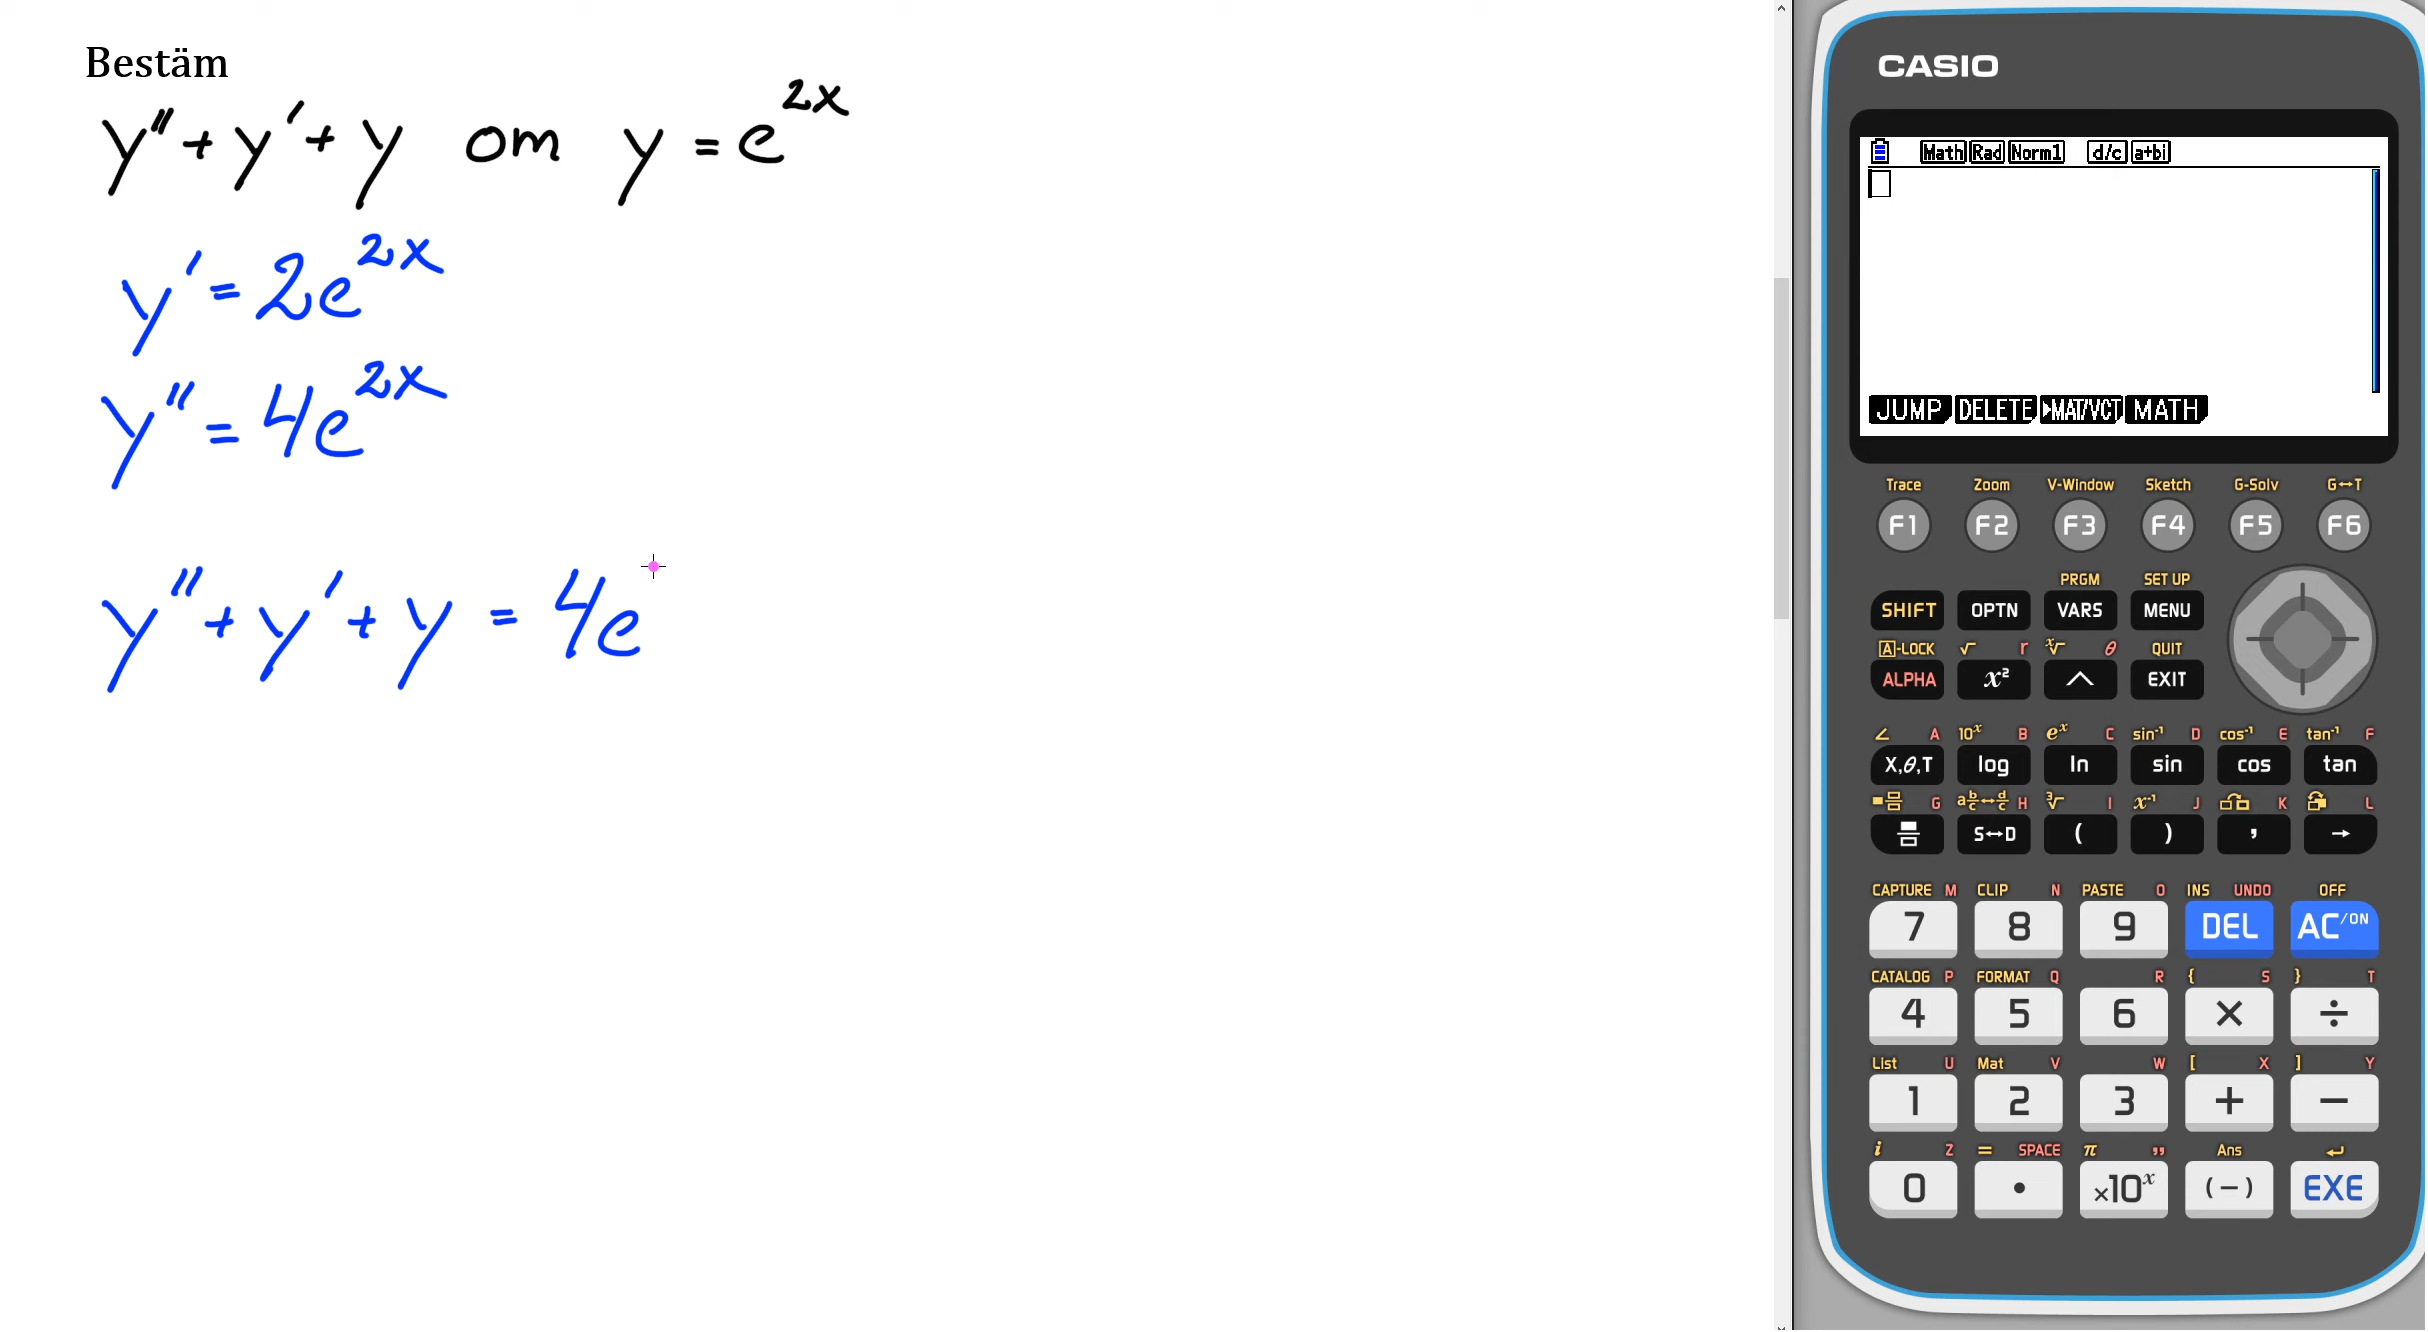 Bestäm
y'' + y' + y om y = e^2x
y' = 2e^2x
y'' = 4e^2x
y'' + y' + y = 4e
CASIO
Math Rad Norm1 d/c a+bi
JUMP DELETE ▶MAT/VCT MATH
Trace Zoom V-Window Sketch G-Solv G↔T
F1 F2 F3 F4 F5 F6
PRGM SET UP
SHIFT OPTN VARS MENU
A-LOCK √ r ˣ√ θ QUIT
ALPHA x² ^ EXIT
∠ A 10ˣ B eˣ C sin⁻¹ D cos⁻¹ E tan⁻¹ F
X,θ,T log ln sin cos tan
G a b/c↔d/c H ³√ I x⁻¹ J K L
S↔D ( ) , →
CAPTURE M CLIP N PASTE O INS UNDO OFF
7 8 9 DEL AC/ON
CATALOG P FORMAT Q R { S } T
4 5 6 × ÷
List U Mat V W [ X ] Y
1 2 3 + −
i Z = SPACE π " Ans ↵
0 • ×10ˣ (−) EXE